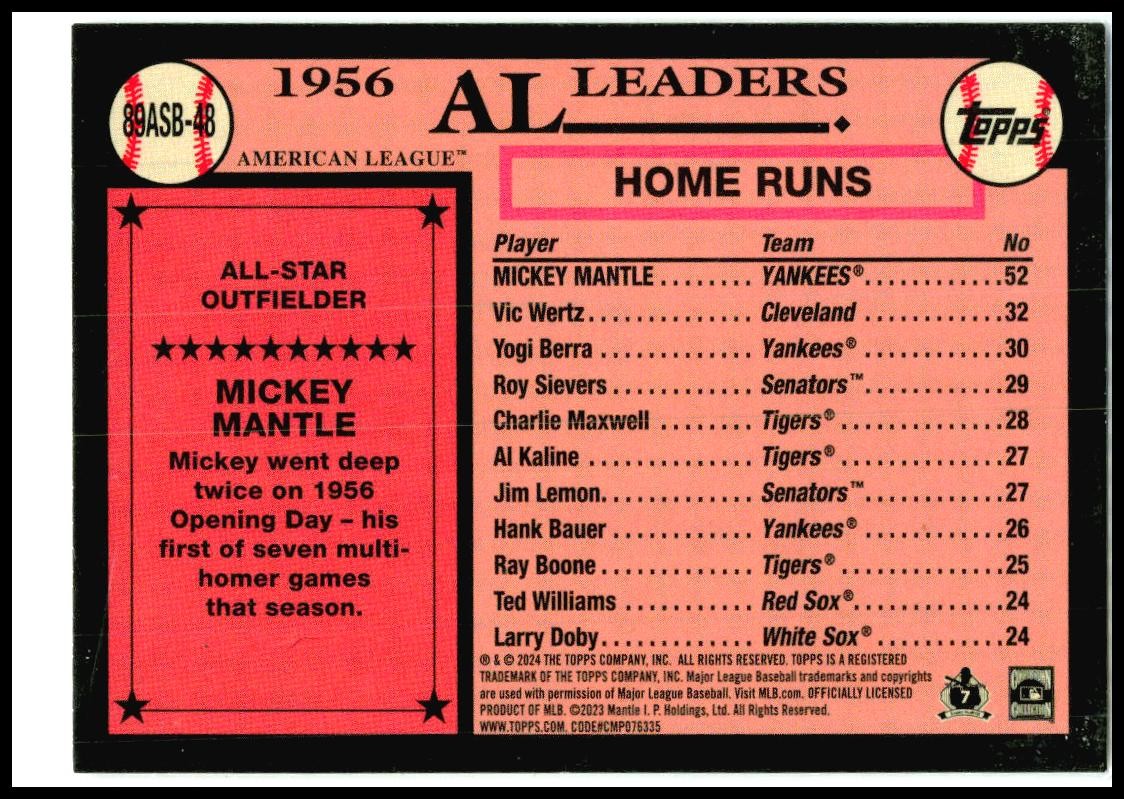 89ASB-48
1956 AL LEADERS
AMERICAN LEAGUE™
Topps®
ALL-STAR
OUTFIELDER
MICKEY
MANTLE
Mickey went deep
twice on 1956
Opening Day – his
first of seven multi-
homer games
that season.
HOME RUNS
Player Team No
MICKEY MANTLE ........ YANKEES® ............52
Vic Wertz .............. Cleveland ............ 32
Yogi Berra ............. Yankees® ............. 30
Roy Sievers ............ Senators™............. 29
Charlie Maxwell ........ Tigers® .............. 28
Al Kaline .............. Tigers® .............. 27
Jim Lemon.............. Senators™............. 27
Hank Bauer ............ Yankees® ............. 26
Ray Boone ............. Tigers® .............. 25
Ted Williams ........... Red Sox®.............. 24
Larry Doby............. White Sox® ............ 24
® & © 2024 THE TOPPS COMPANY, INC. ALL RIGHTS RESERVED. TOPPS IS A REGISTERED
TRADEMARK OF THE TOPPS COMPANY, INC. Major League Baseball trademarks and copyrights
are used with permission of Major League Baseball. Visit MLB.com. OFFICIALLY LICENSED
PRODUCT OF MLB. ©2023 Mantle I. P. Holdings, Ltd. All Rights Reserved.
WWW.TOPPS.COM. CODE#CMP076335
7
COOPERSTOWN
COLLECTION